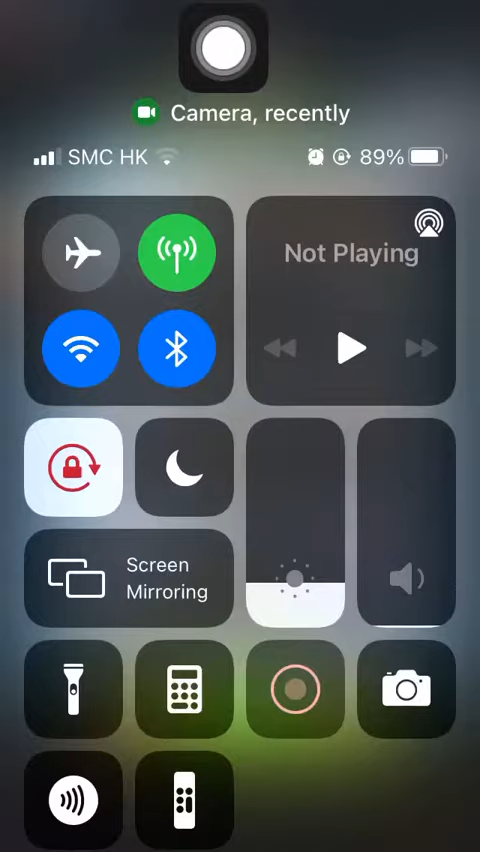 Camera, recently
SMC HK 89%
Not Playing
Screen
Mirroring